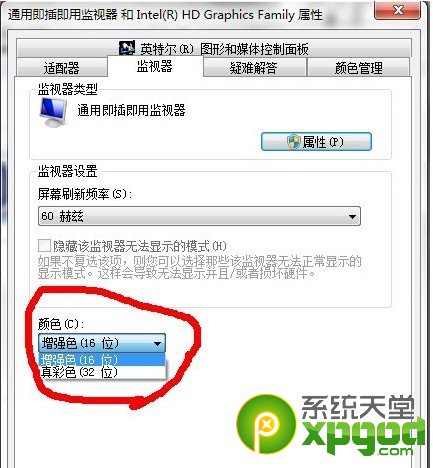 通用即插即用监视器 和 Intel(R) HD Graphics Family 属性
英特尔(R) 图形和媒体控制面板
适配器 监视器 疑难解答 颜色管理
监视器类型
通用即插即用监视器
属性(P)
监视器设置
屏幕刷新频率(S):
60 赫兹
隐藏该监视器无法显示的模式(H)
如果不复选该项，则您可以选择那些该监视器无法正常显示的
显示模式。这样会导致无法显示并且/或者损坏硬件。
颜色(C):
增强色(16 位)
增强色(16 位)
真彩色(32 位)
系统天堂
xpgod.com